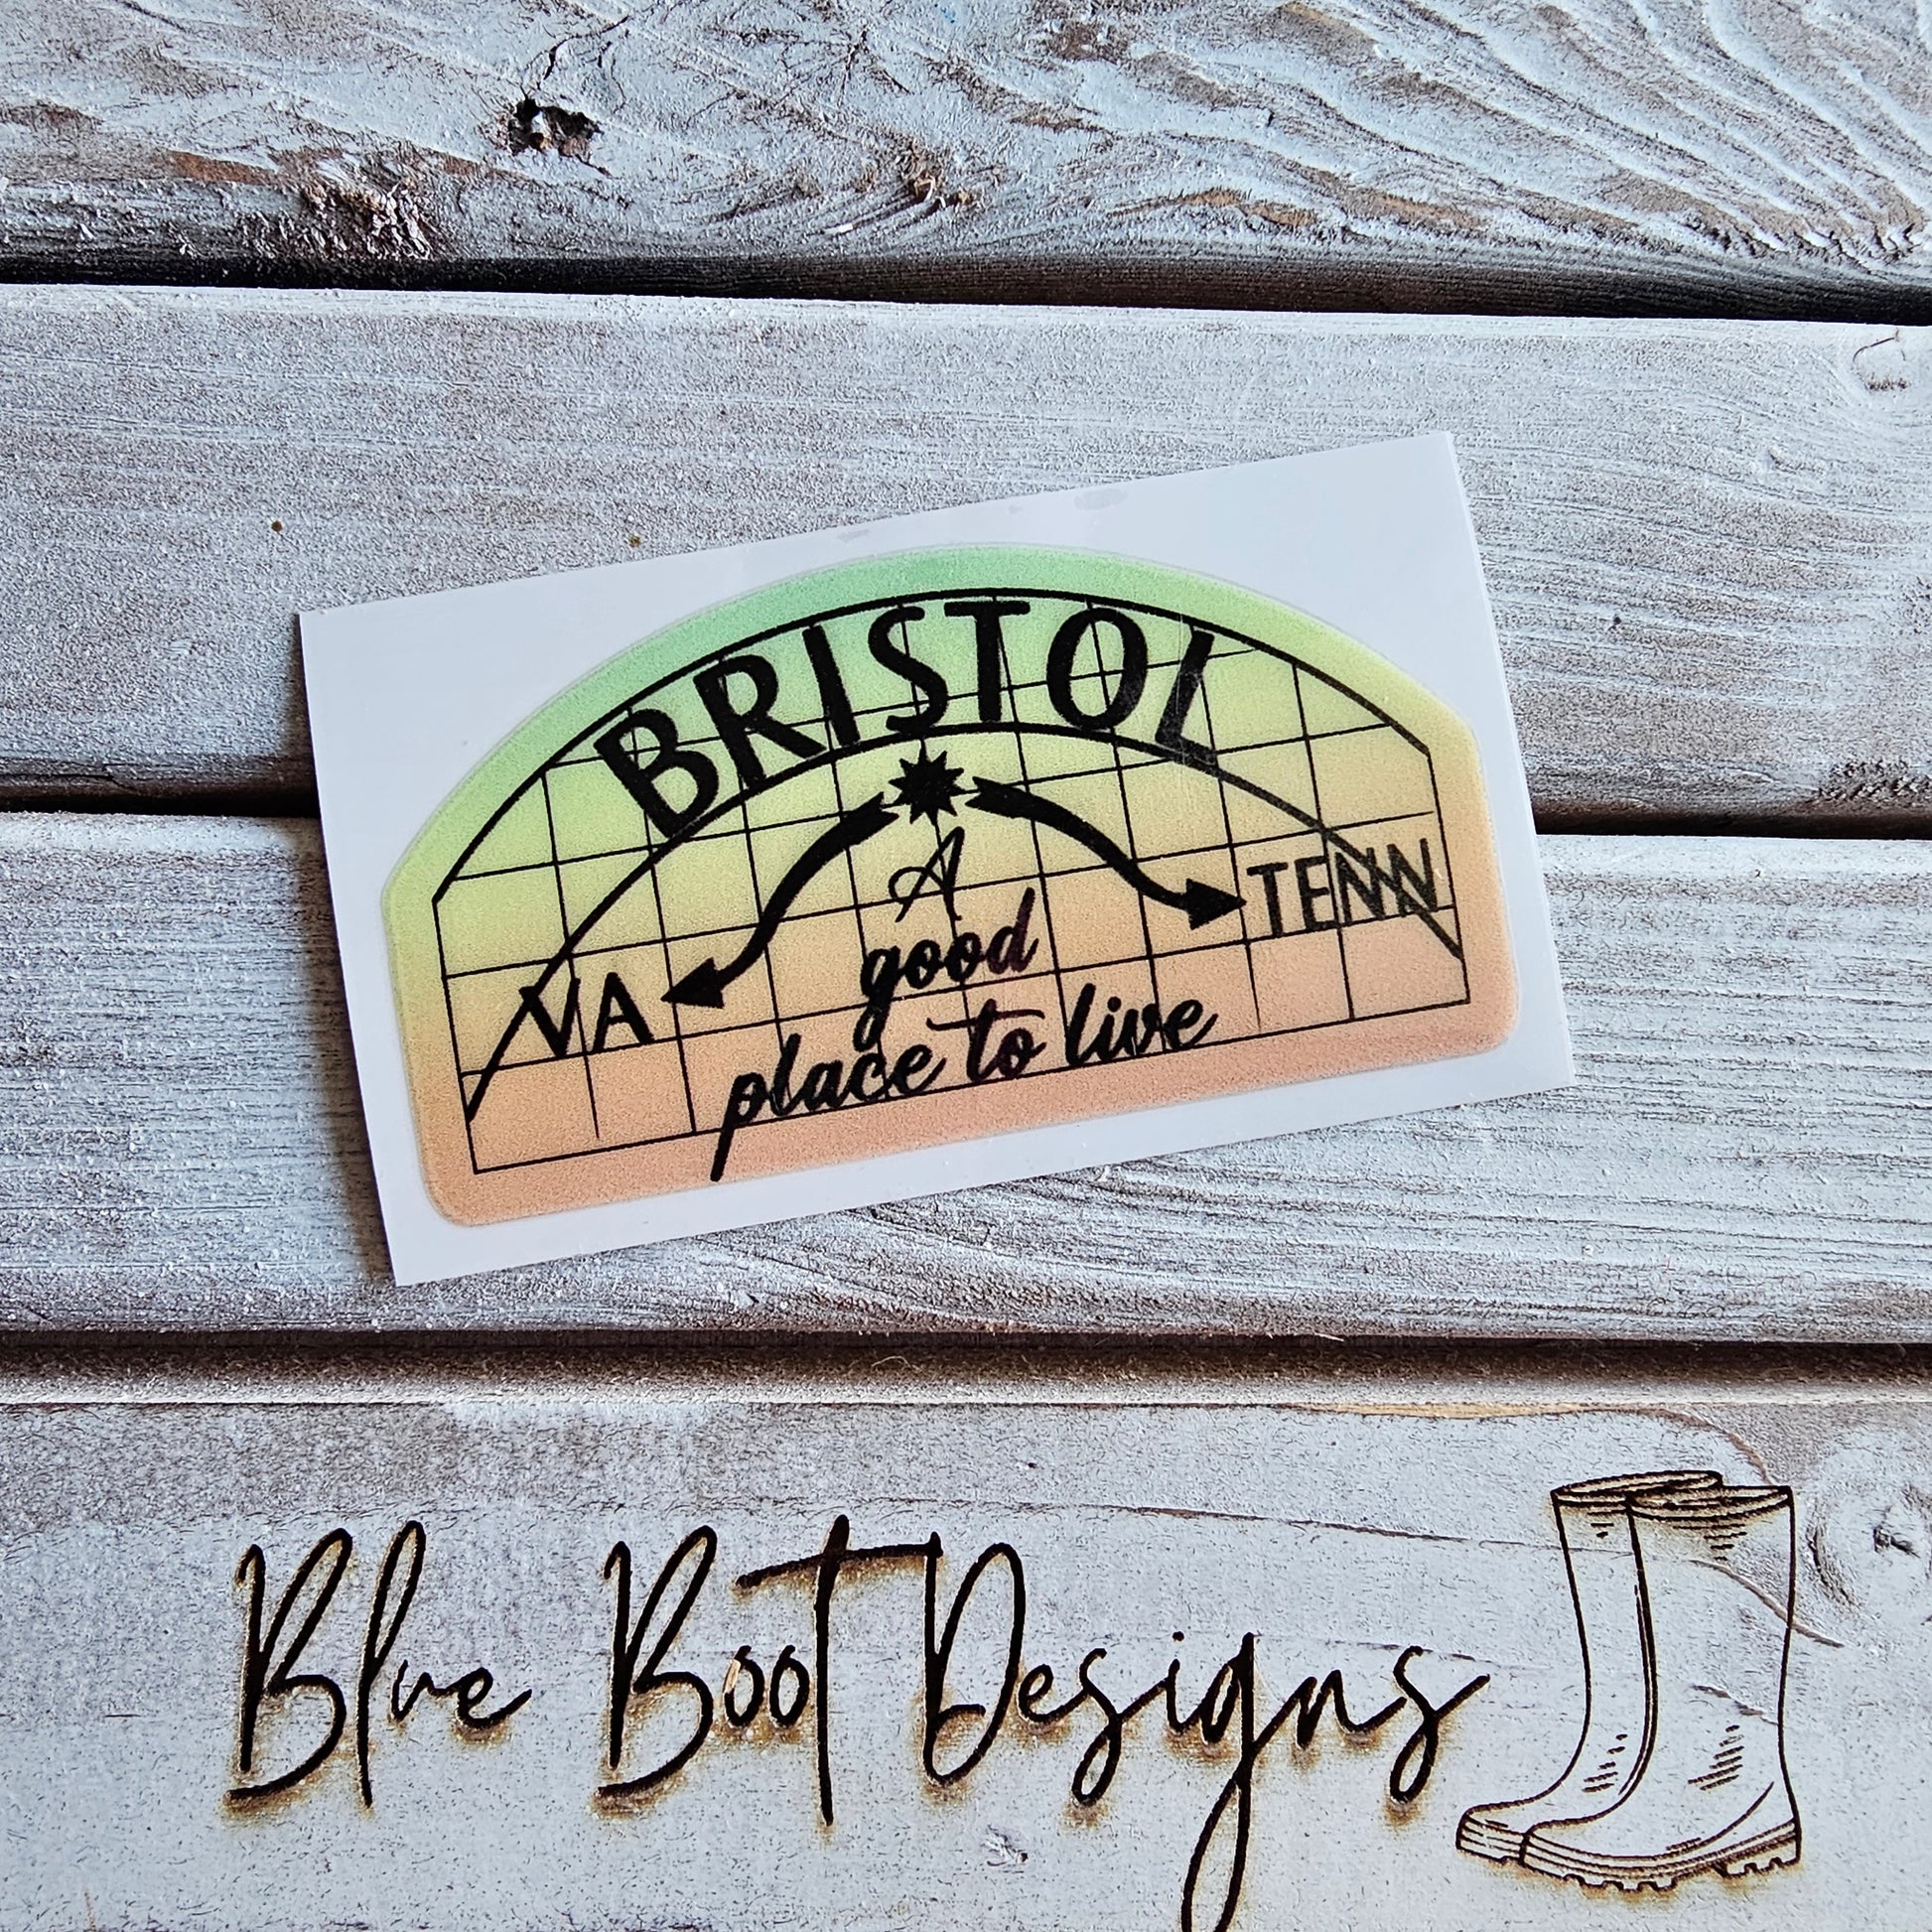 BRISTOL
VA
TENN
A
good
place to live
Blue Boot Designs